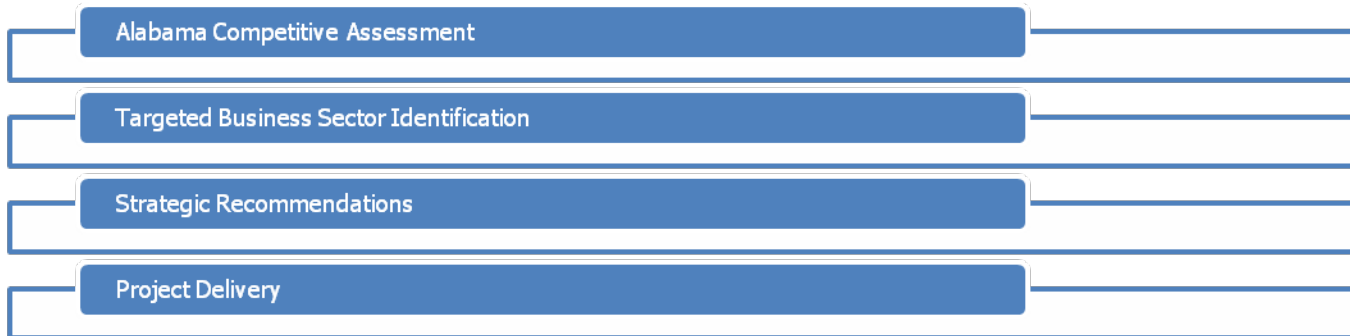 Alabama Competitive Assessment
Targeted Business Sector Identification
Strategic Recommendations
Project Delivery